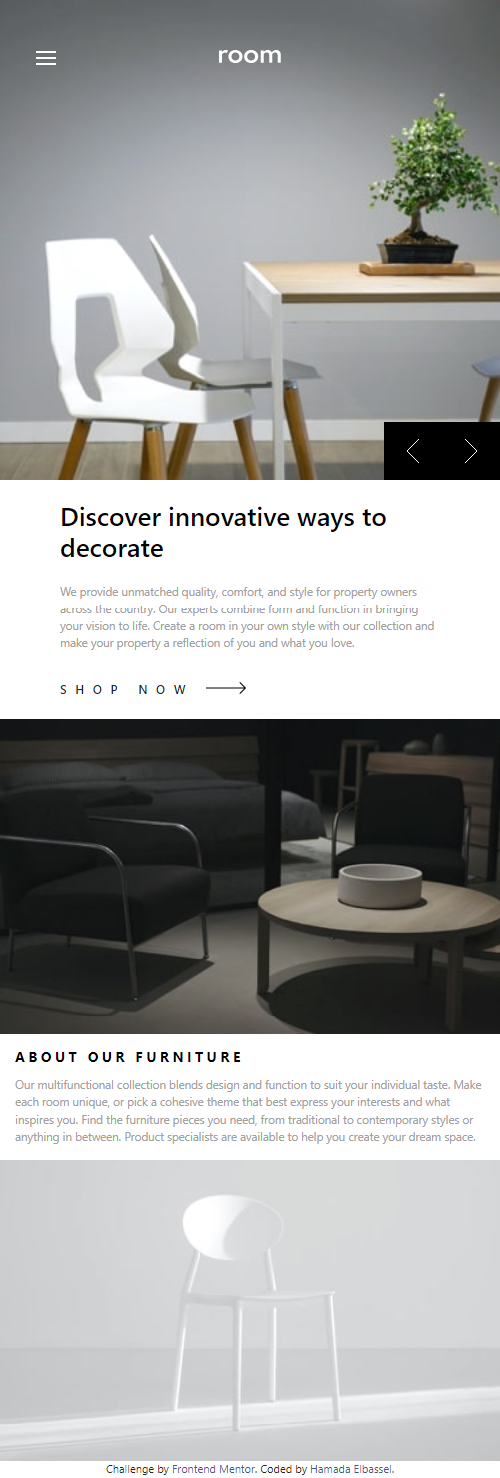 room
Discover innovative ways to
decorate
We provide unmatched quality, comfort, and style for property owners
across the country. Our experts combine form and function in bringing
your vision to life. Create a room in your own style with our collection and
make your property a reflection of you and what you love.
SHOP NOW
ABOUT OUR FURNITURE
Our multifunctional collection blends design and function to suit your individual taste. Make
each room unique, or pick a cohesive theme that best express your interests and what
inspires you. Find the furniture pieces you need, from traditional to contemporary styles or
anything in between. Product specialists are available to help you create your dream space.
Challenge by Frontend Mentor. Coded by Hamada Elbassel.